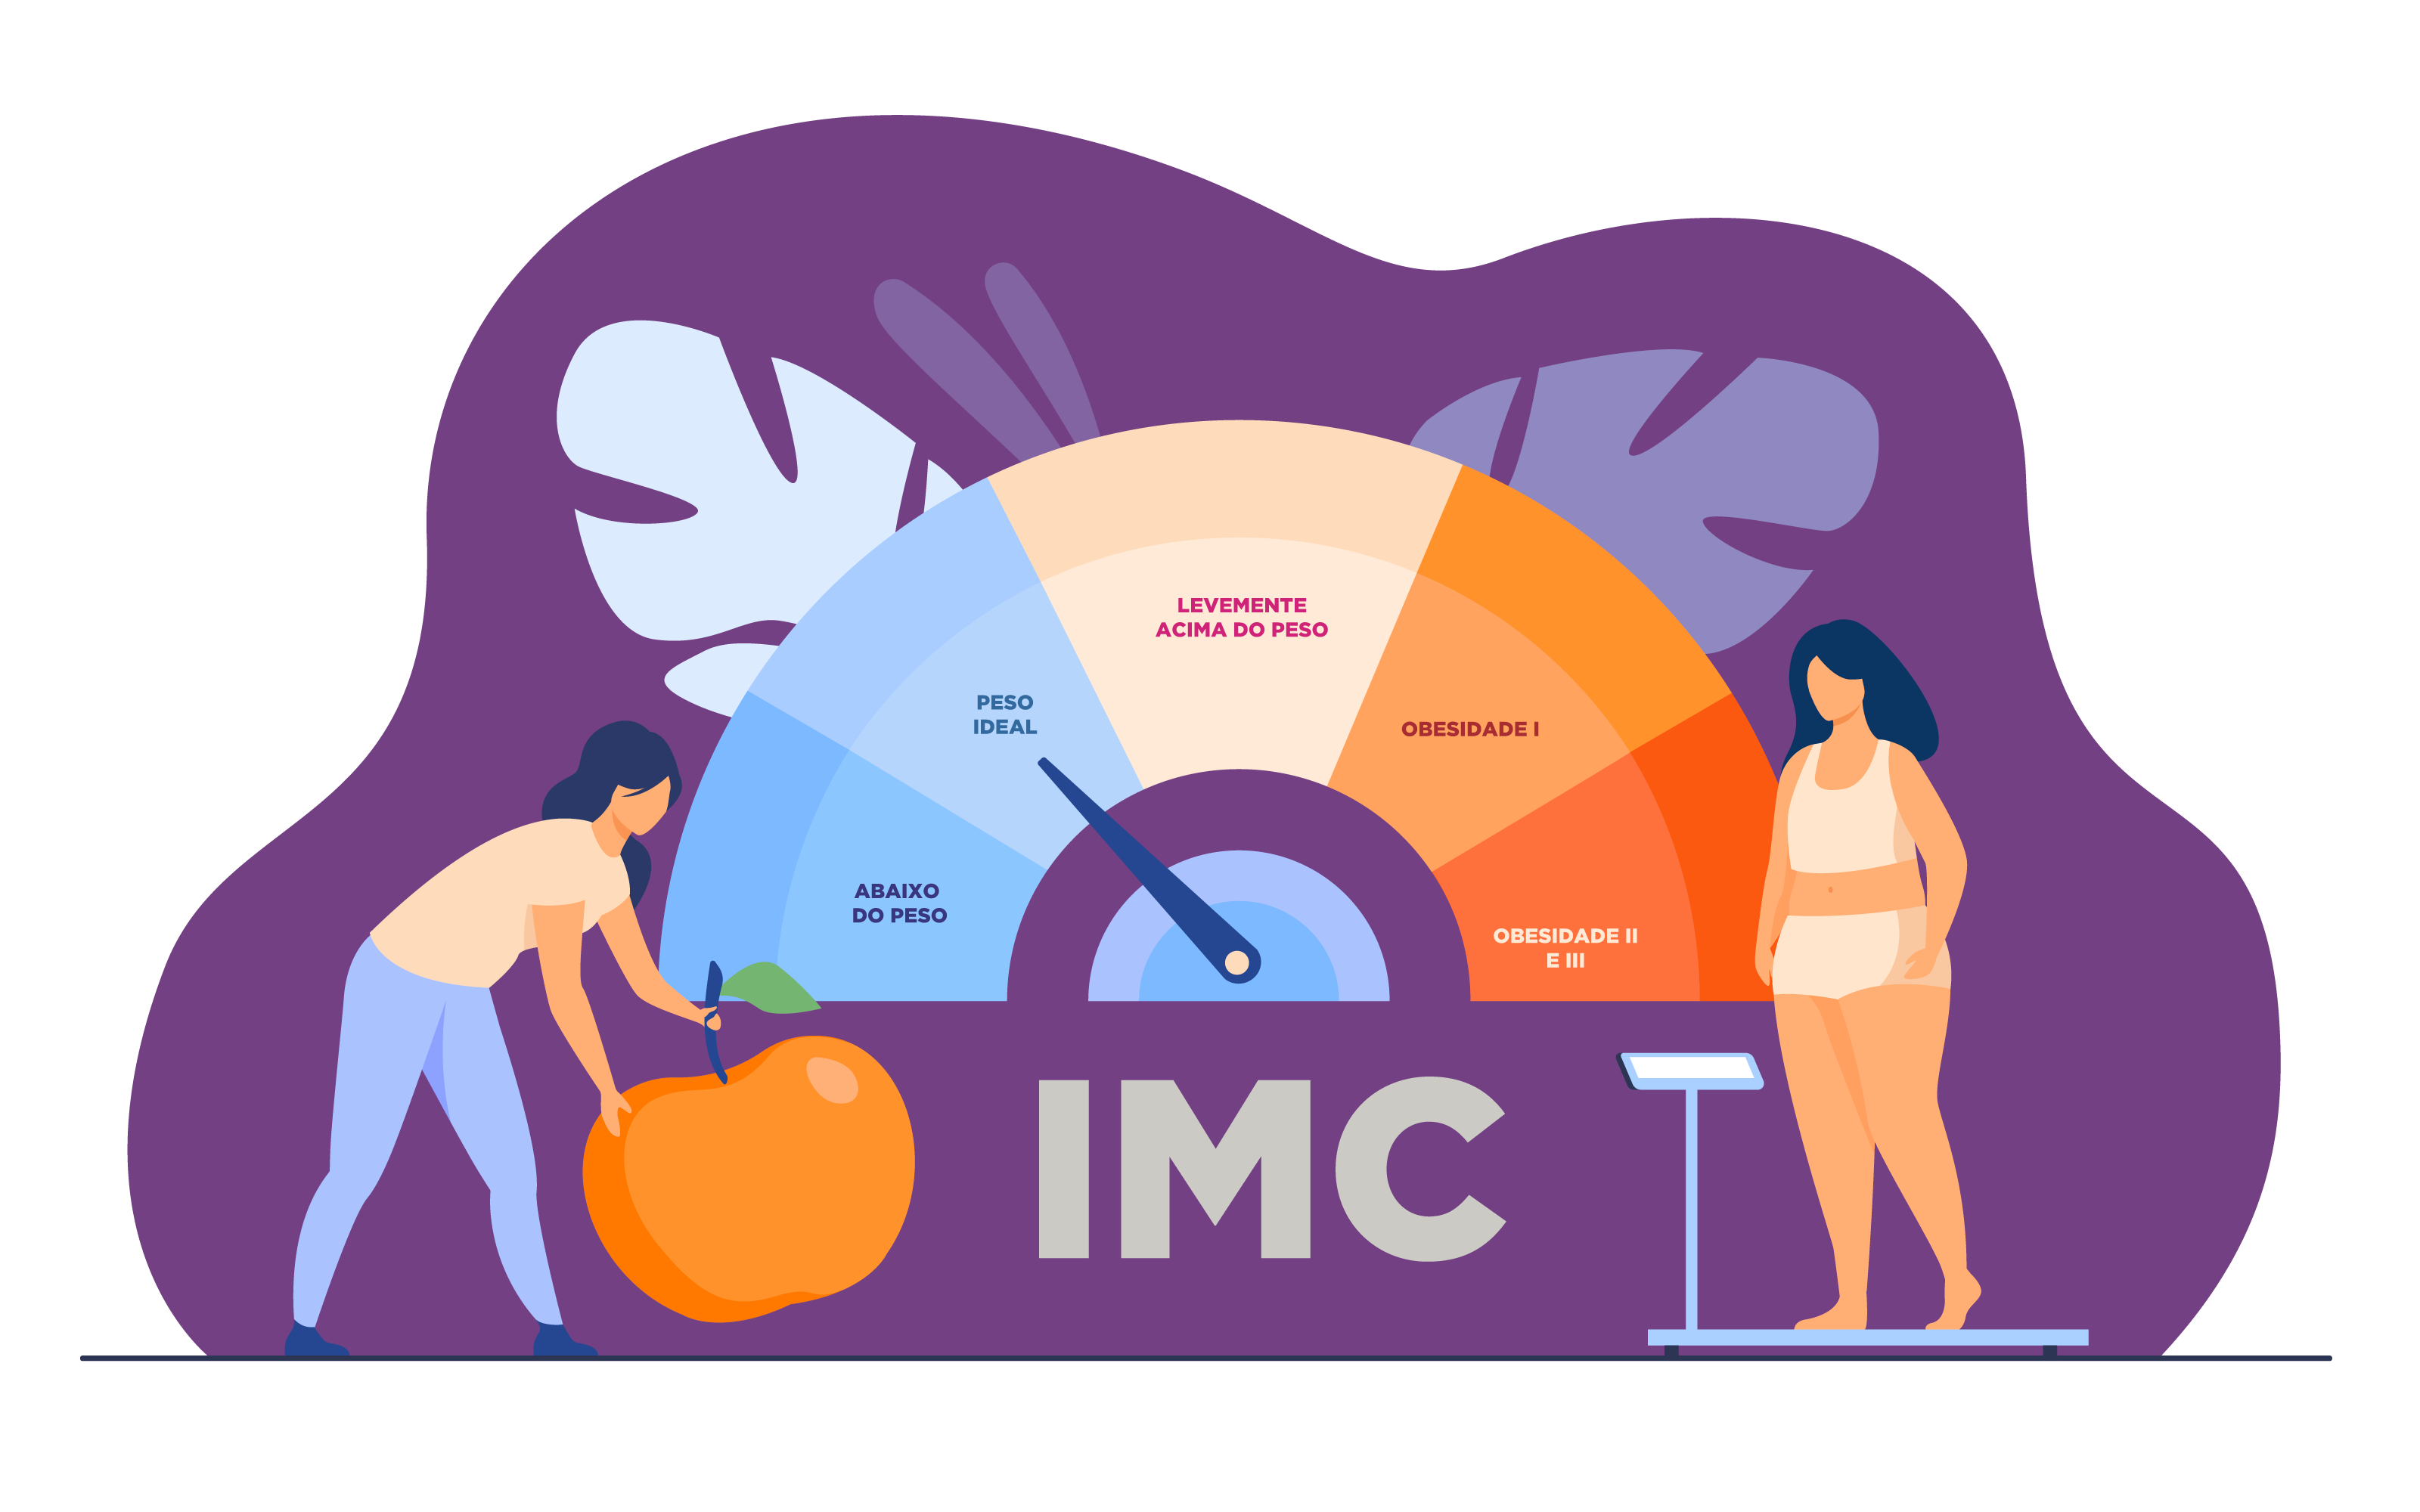 LEVEMENTE
ACIMA DO PESO
PESO
IDEAL
OBESIDADE I
ABAIXO
DO PESO
OBESIDADE II
E III
IMC